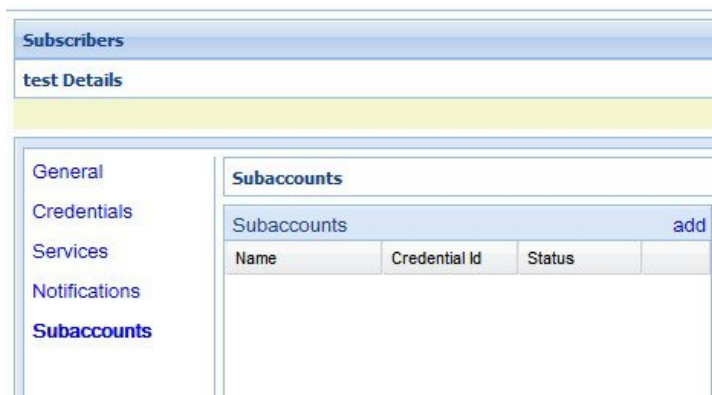 Subscribers
test Details
General
Credentials
Services
Notifications
Subaccounts
Subaccounts
Subaccounts add
Name Credential Id Status